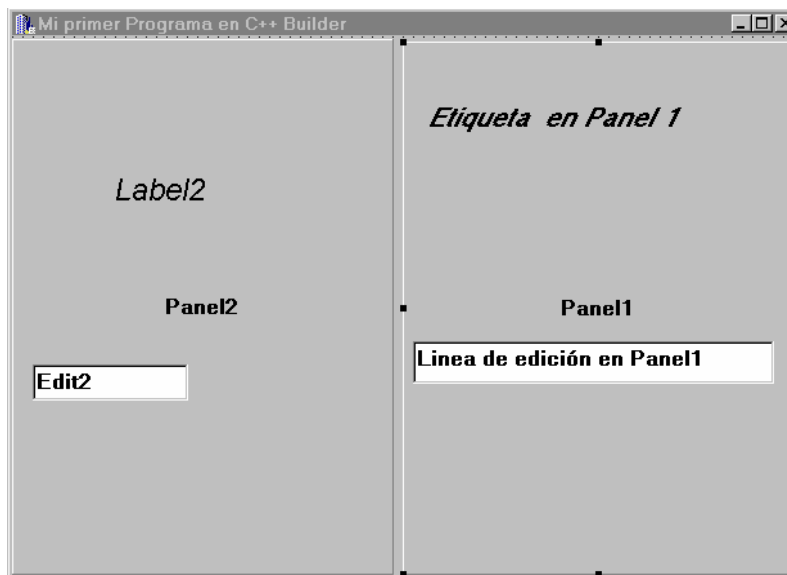 Mi primer Programa en C++ Builder
Label2
Panel2
Edit2
Etiqueta en Panel 1
Panel1
Linea de edición en Panel1